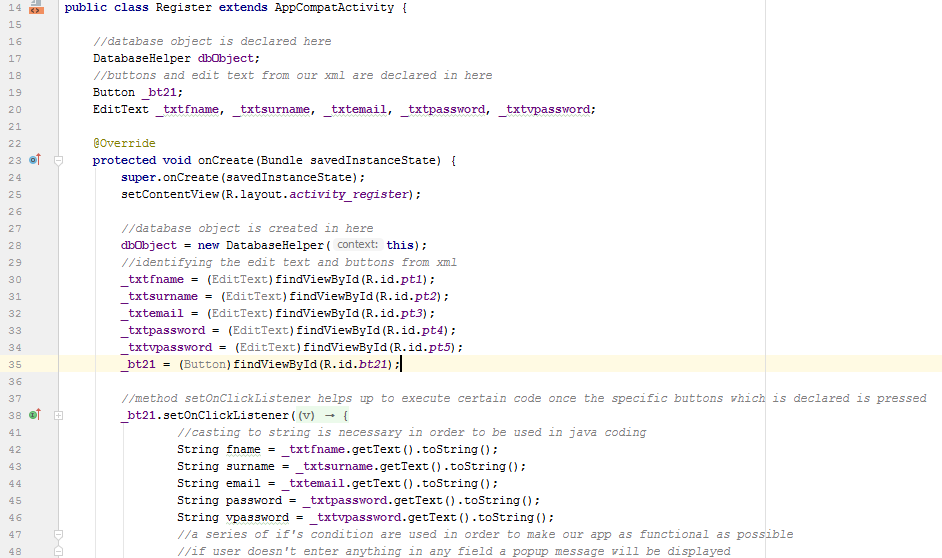 14 public class Register extends AppCompatActivity {
15
16 //database object is declared here
17 DatabaseHelper dbObject;
18 //buttons and edit text from our xml are declared in here
19 Button _bt21;
20 EditText _txtfname, _txtsurname, _txtemail, _txtpassword, _txtvpassword;
21
22 @Override
23 protected void onCreate(Bundle savedInstanceState) {
24 super.onCreate(savedInstanceState);
25 setContentView(R.layout.activity_register);
26
27 //database object is created in here
28 dbObject = new DatabaseHelper( context: this);
29 //identifying the edit text and buttons from xml
30 _txtfname = (EditText)findViewById(R.id.pt1);
31 _txtsurname = (EditText)findViewById(R.id.pt2);
32 _txtemail = (EditText)findViewById(R.id.pt3);
33 _txtpassword = (EditText)findViewById(R.id.pt4);
34 _txtvpassword = (EditText)findViewById(R.id.pt5);
35 _bt21 = (Button)findViewById(R.id.bt21);
36
37 //method setOnClickListener helps up to execute certain code once the specific buttons which is declared is pressed
38 _bt21.setOnClickListener((v) → {
41 //casting to string is necessary in order to be used in java coding
42 String fname = _txtfname.getText().toString();
43 String surname = _txtsurname.getText().toString();
44 String email = _txtemail.getText().toString();
45 String password = _txtpassword.getText().toString();
46 String vpassword = _txtvpassword.getText().toString();
47 //a series of if's condition are used in order to make our app as functional as possible
48 //if user doesn't enter anything in any field a popup message will be displayed